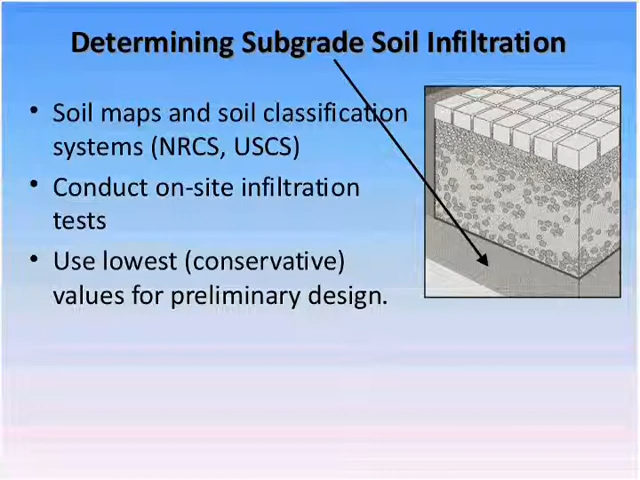 Determining Subgrade Soil Infiltration
• Soil maps and soil classification
systems (NRCS, USCS)
• Conduct on-site infiltration
tests
• Use lowest (conservative)
values for preliminary design.